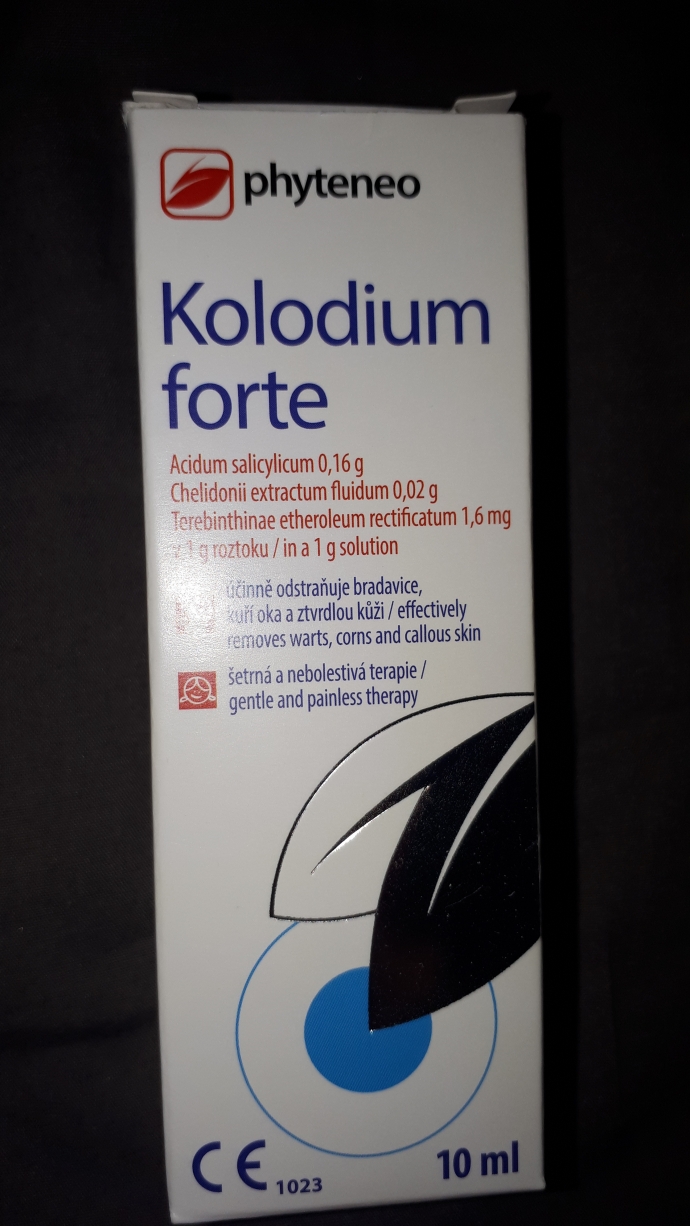 phyteneo
Kolodium
forte
Acidum salicylicum 0,16 g
Chelidonii extractum fluidum 0,02 g
Terebinthinae etheroleum rectificatum 1,6 mg
v 1 g roztoku / in a 1 g solution
účinně odstraňuje bradavice,
kuří oka a ztvrdlou kůži / effectively
removes warts, corns and callous skin
šetrná a nebolestivá terapie /
gentle and painless therapy
CE 1023
10 ml